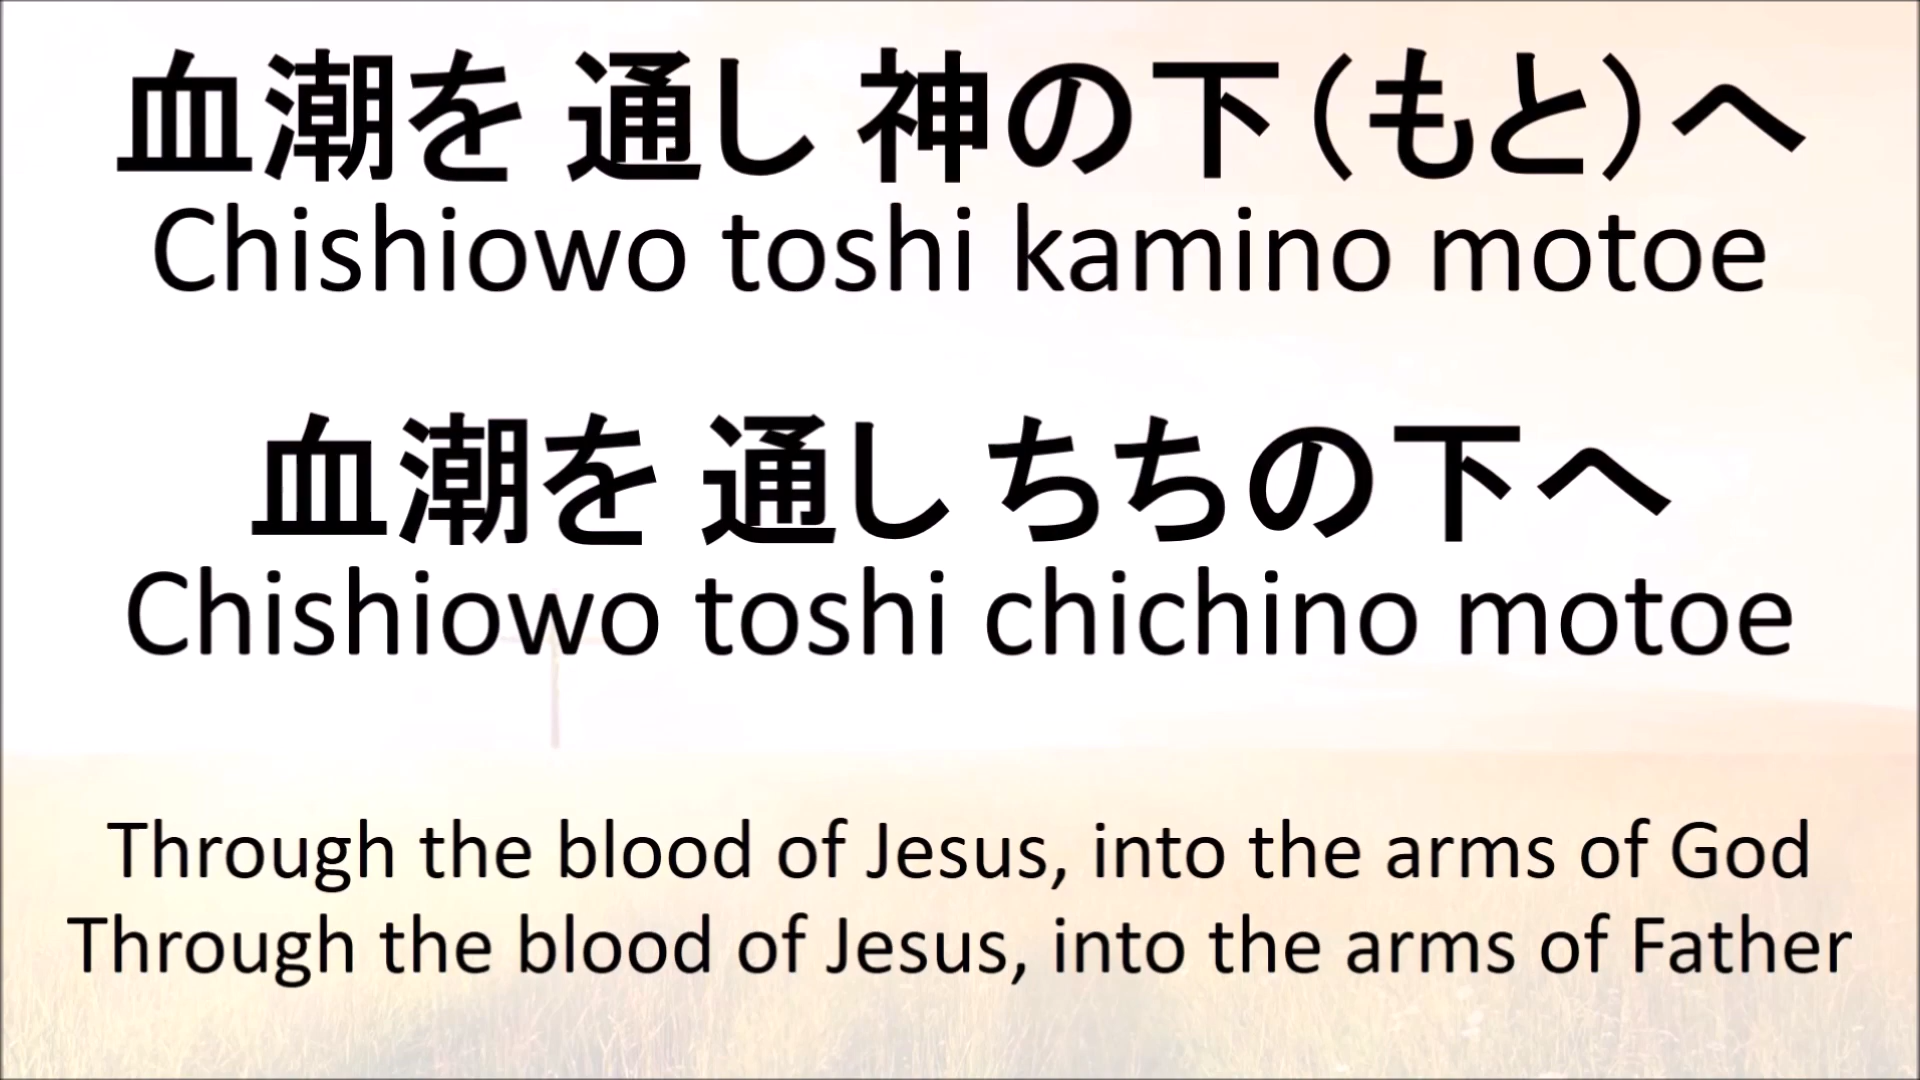 血潮を 通し 神の下（もと）へ
Chishiowo toshi kamino motoe
血潮を 通し ちちの下へ
Chishiowo toshi chichino motoe
Through the blood of Jesus, into the arms of God
Through the blood of Jesus, into the arms of Father